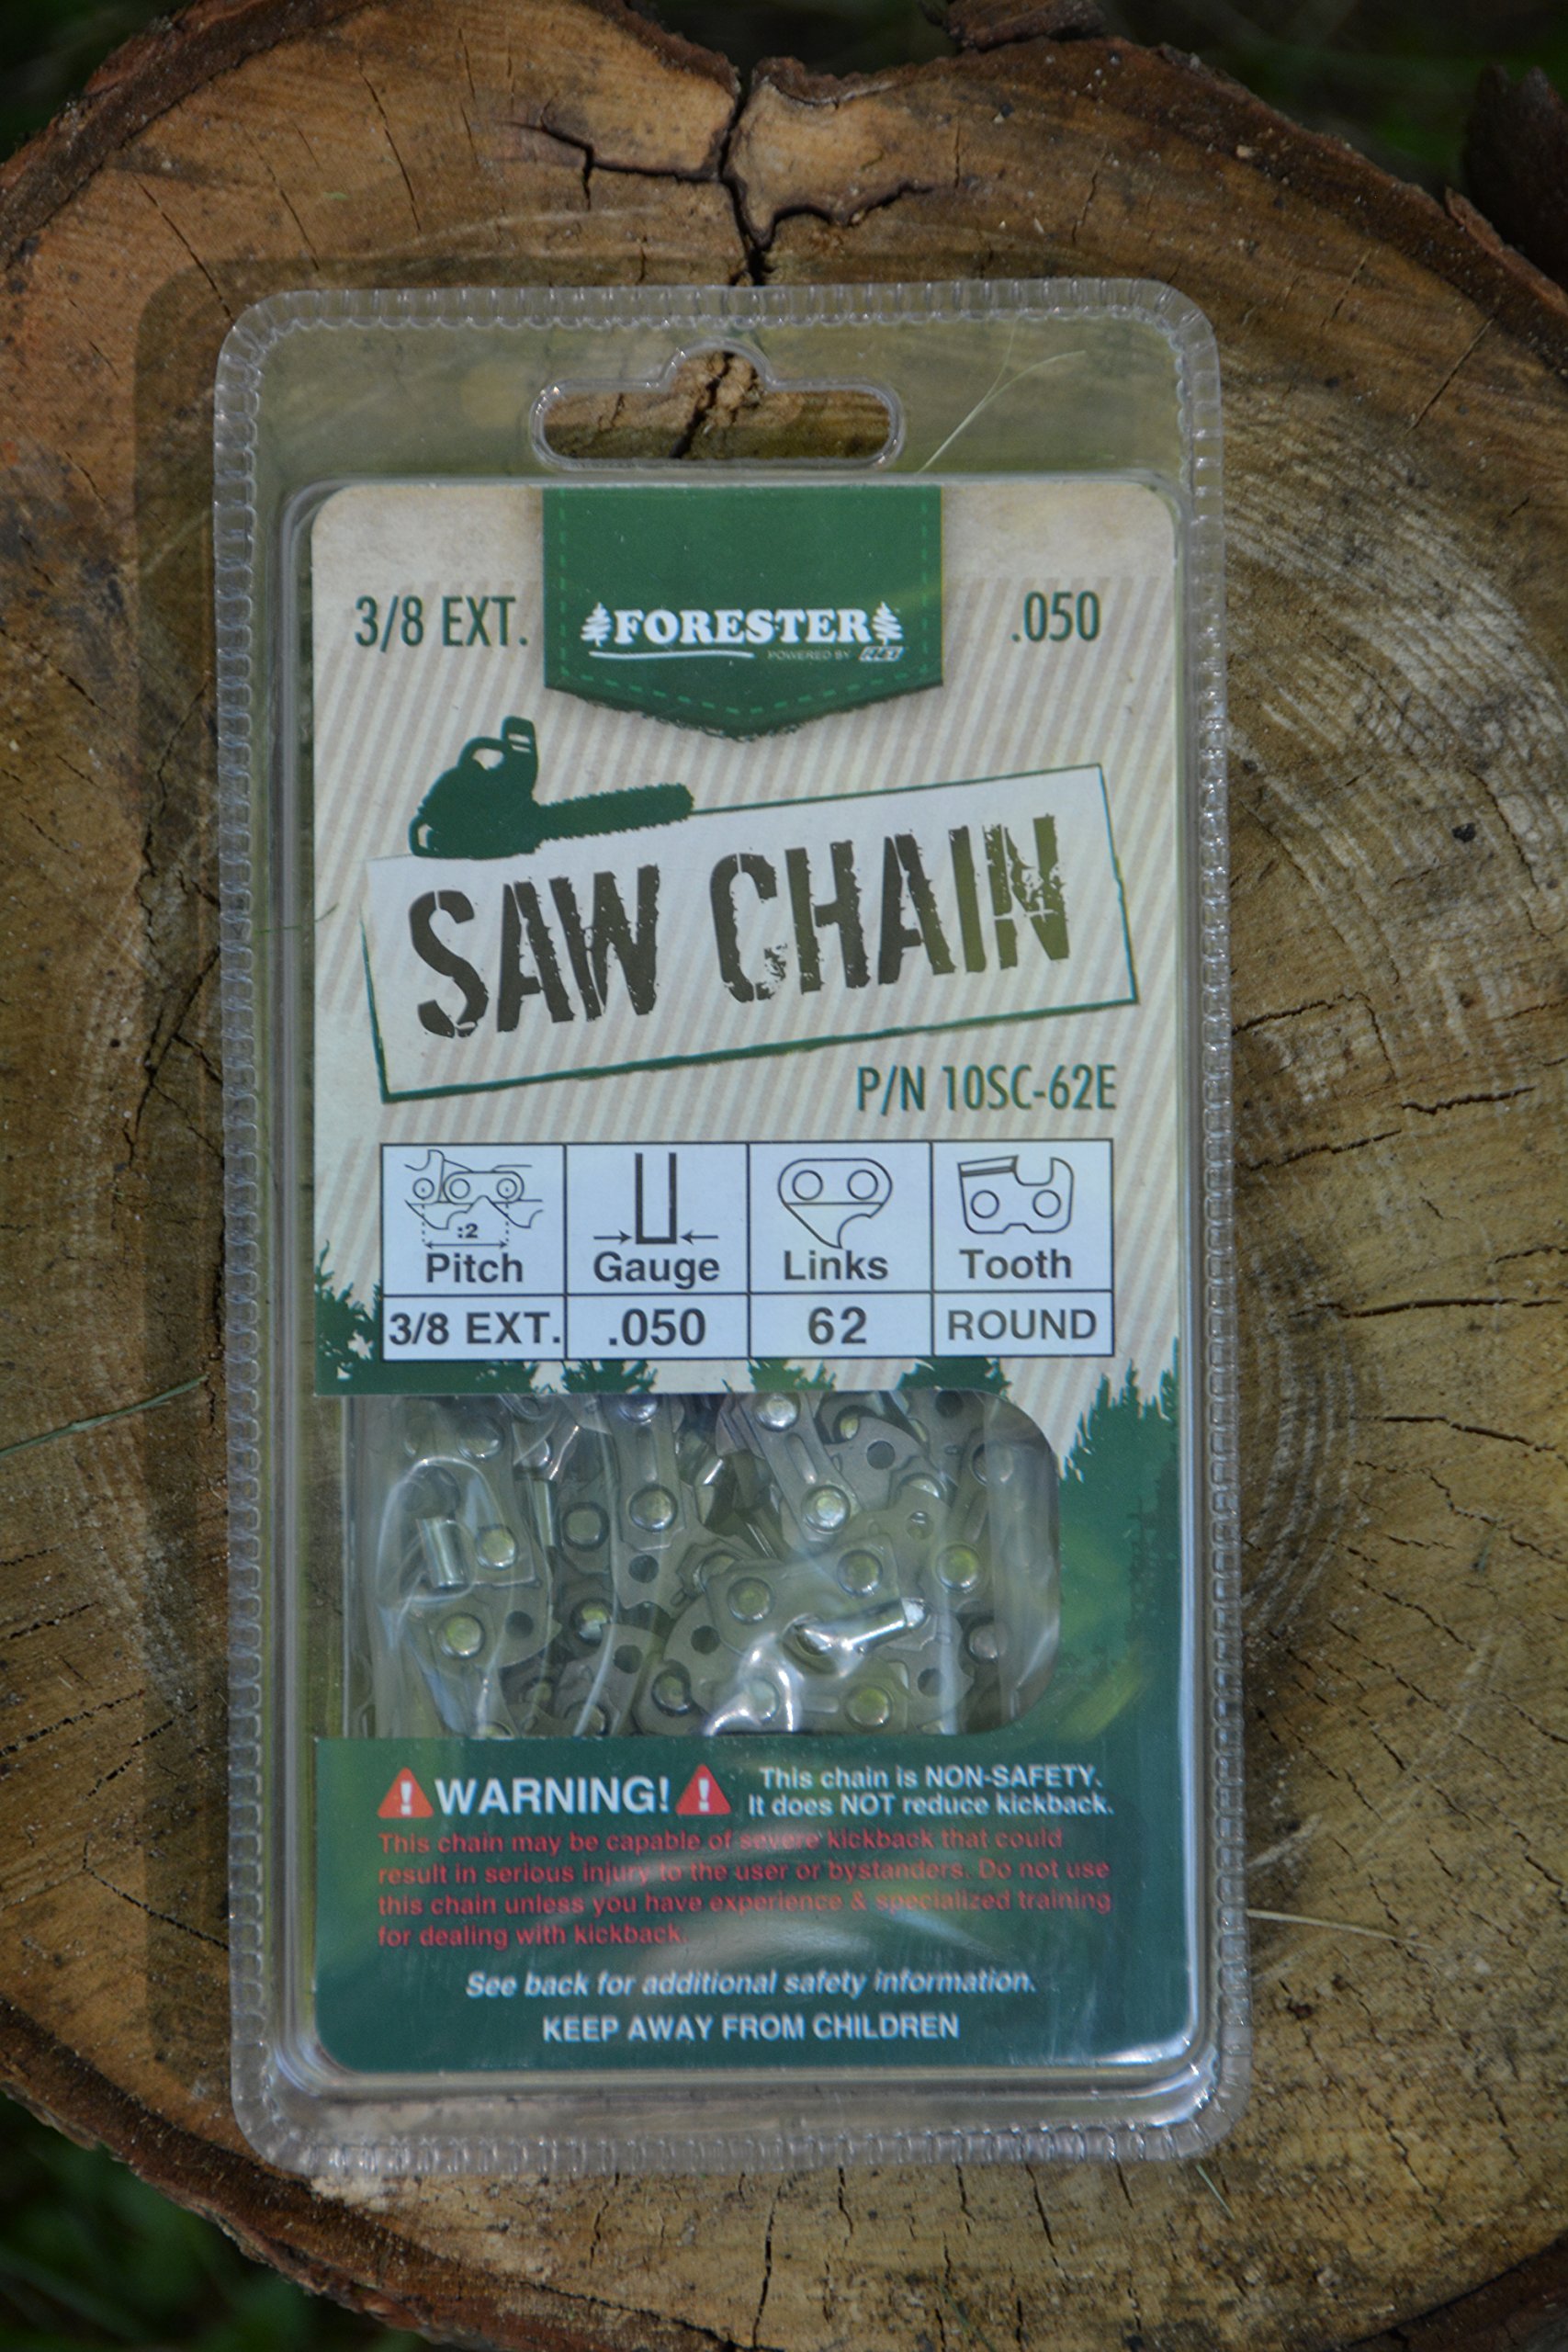 3/8 EXT.
FORESTER
POWERED BY
.050
SAW CHAIN
P/N 10SC-62E
:2
Pitch Gauge Links Tooth
3/8 EXT. .050 62 ROUND
WARNING!
This chain is NON-SAFETY.
It does NOT reduce kickback.
This chain may be capable of severe kickback that could
result in serious injury to the user or bystanders. Do not use
this chain unless you have experience & specialized training
for dealing with kickback.
See back for additional safety information.
KEEP AWAY FROM CHILDREN